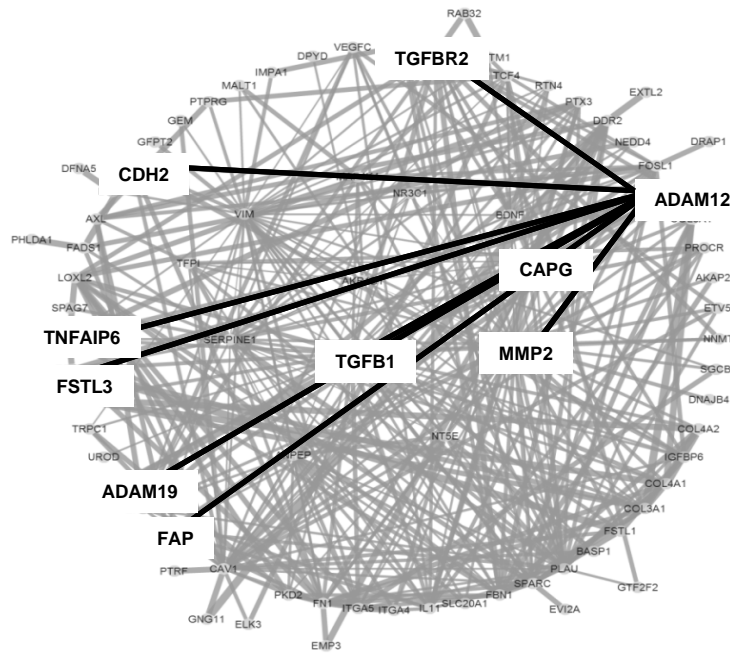 RAB32
TGFBR2
VEGFC
DPYD
TM1
TCF4
IMPA1
RTN4
MALT1
EXTL2
PTPRG
PTX3
GEM
DDR2
GFPT2
NEDD4
DRAP1
DFNA5
CDH2
FOSL1
NR3C1
ADAM12
AXL
VIM
BDNF
PHLDA1
FADS1
PROCR
TFPI
CAPG
LOXL2
AKAP2
SPAG7
ETV5
TNFAIP6
SERPINE1
NNMT
TGFB1
MMP2
FSTL3
SGCB
DNAJB4
TRPC1
NT5E
COL4A2
UROD
IGFBP6
ADAM19
COL4A1
COL3A1
FAP
FSTL1
BASP1
PTRF
CAV1
PLAU
SPARC
GTF2F2
PKD2
FN1
ITGA5
ITGA4
IL11
SLC20A1
FBN1
EVI2A
GNG11
ELK3
EMP3